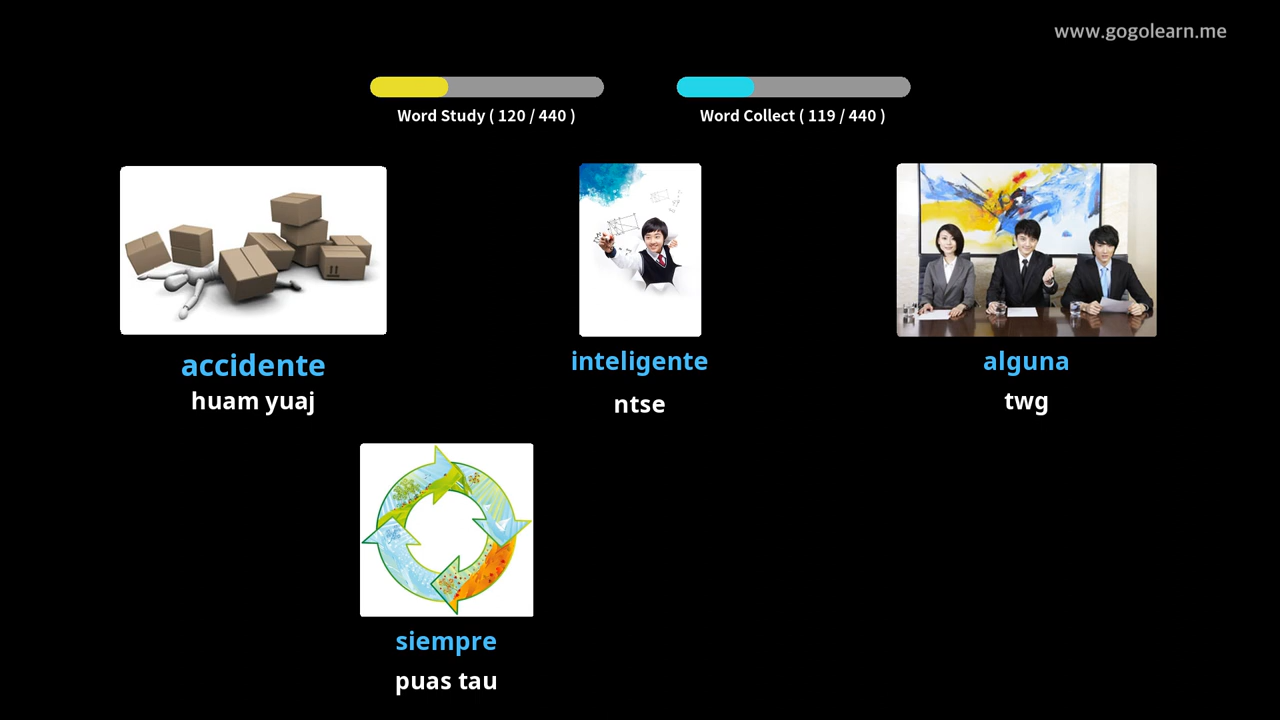 www.gogolearn.me
Word Study ( 120 / 440 )
Word Collect ( 119 / 440 )
accidente
huam yuaj
inteligente
ntse
alguna
twg
siempre
puas tau